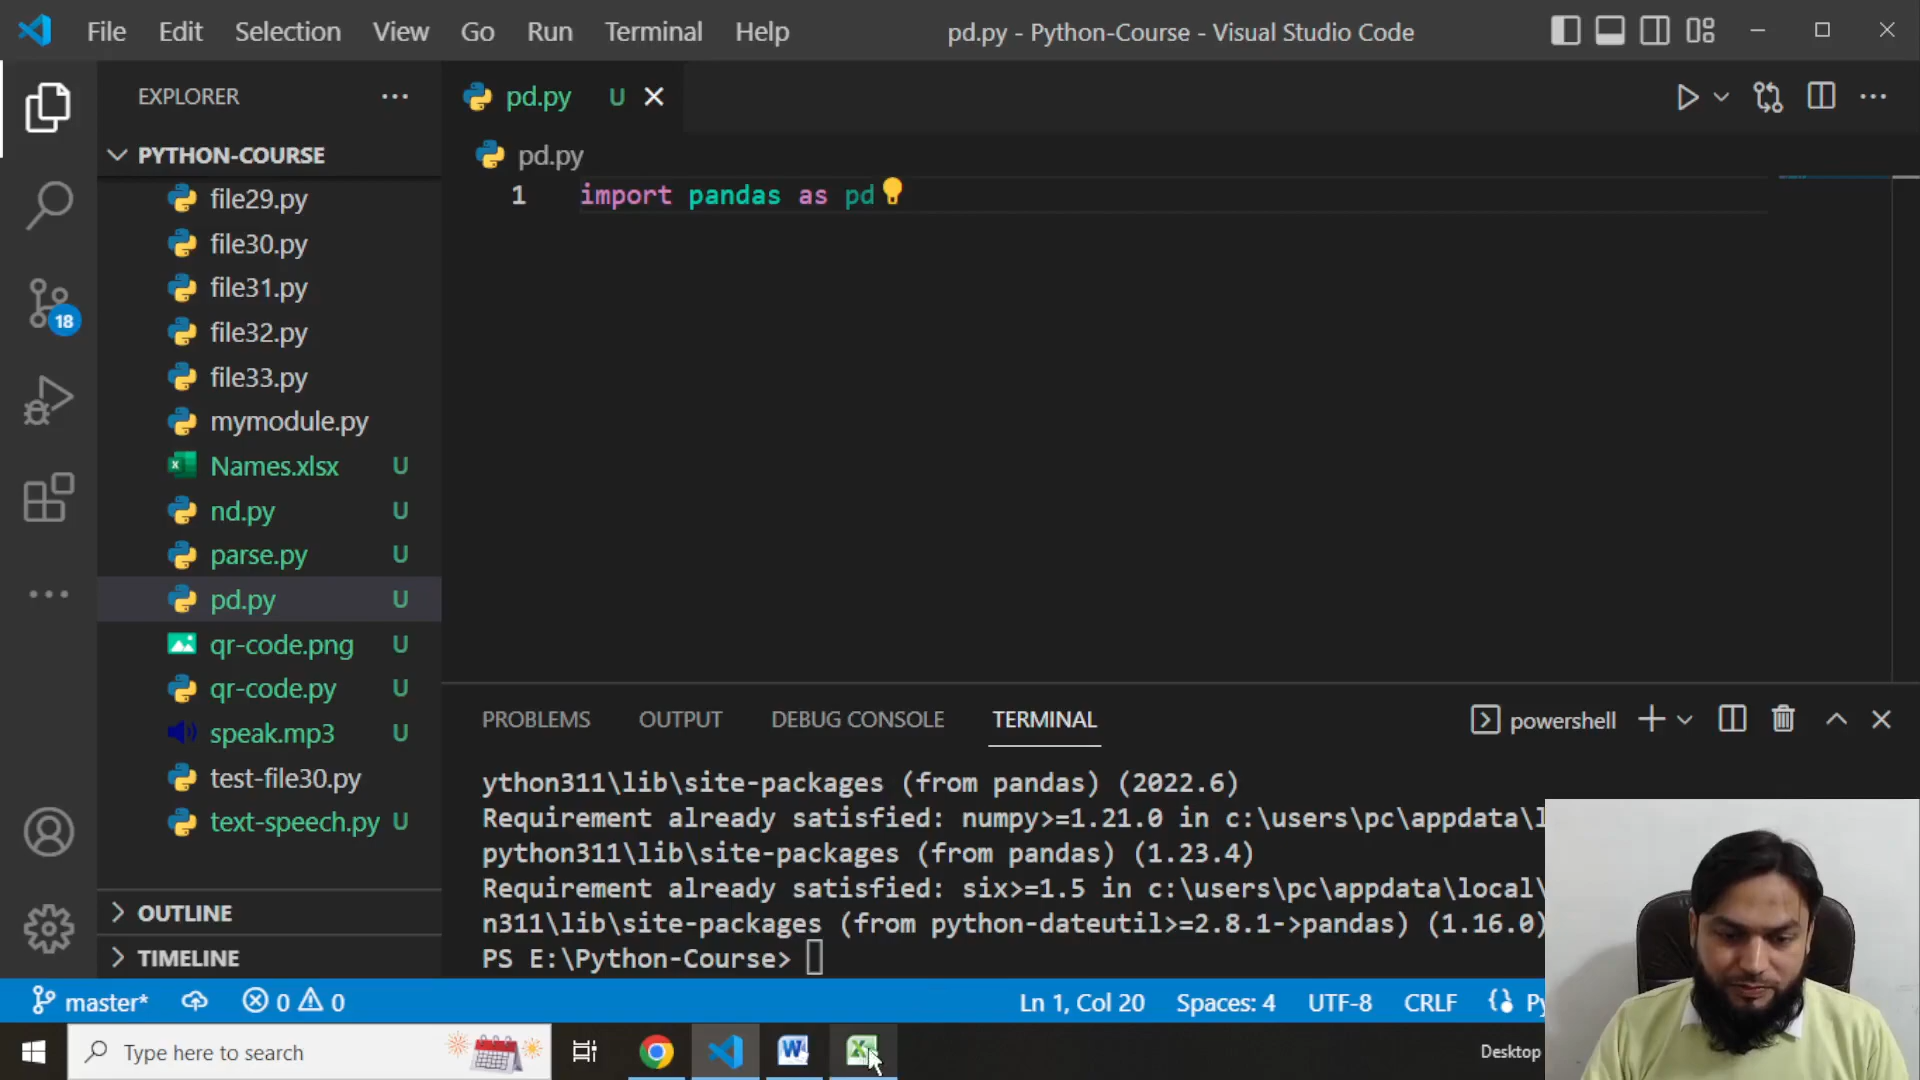 File Edit Selection View Go Run Terminal Help pd.py - Python-Course - Visual Studio Code
EXPLORER
PYTHON-COURSE
file29.py
file30.py
file31.py
file32.py
file33.py
mymodule.py
Names.xlsx U
nd.py U
parse.py U
pd.py U
qr-code.png U
qr-code.py U
speak.mp3 U
test-file30.py
text-speech.py U
OUTLINE
TIMELINE
18
pd.py U
pd.py
1 import pandas as pd
PROBLEMS OUTPUT DEBUG CONSOLE TERMINAL powershell
ython311\lib\site-packages (from pandas) (2022.6)
Requirement already satisfied: numpy>=1.21.0 in c:\users\pc\appdata\l
python311\lib\site-packages (from pandas) (1.23.4)
Requirement already satisfied: six>=1.5 in c:\users\pc\appdata\local\
n311\lib\site-packages (from python-dateutil>=2.8.1->pandas) (1.16.0)
PS E:\Python-Course>
master* 0 0 Ln 1, Col 20 Spaces: 4 UTF-8 CRLF Py
Type here to search Desktop